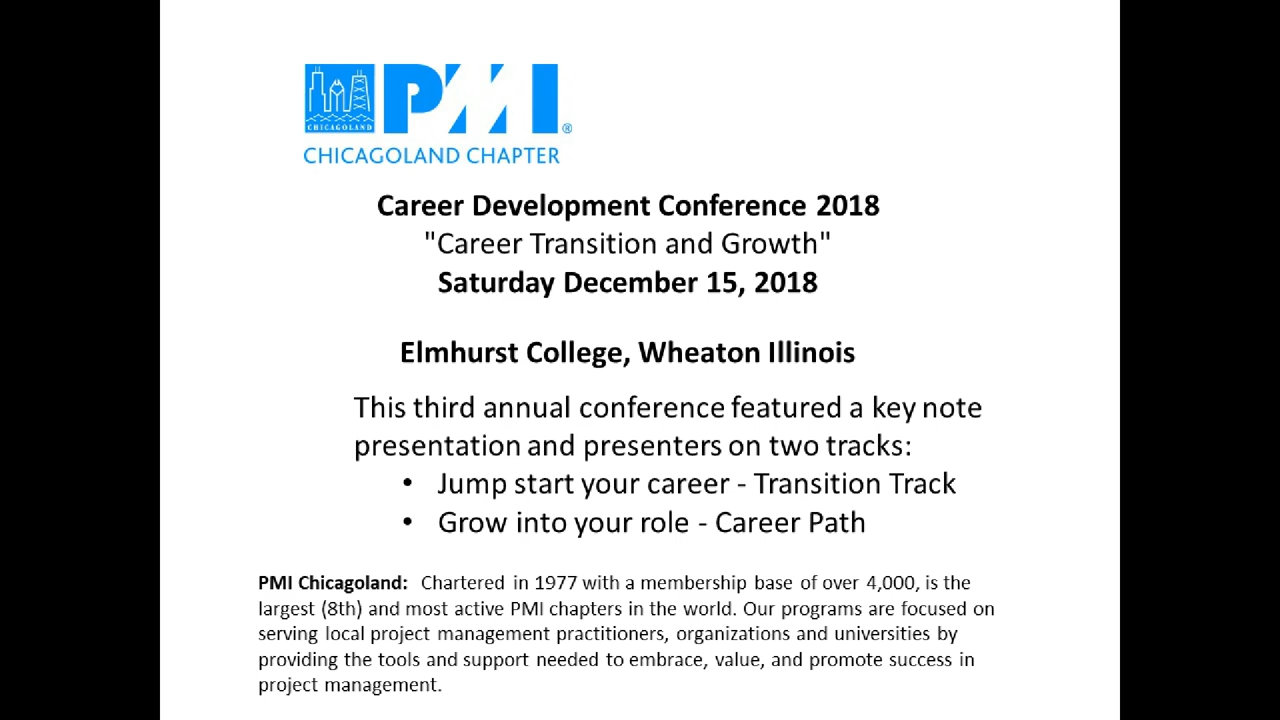 CHICAGOLAND
PMI®
CHICAGOLAND CHAPTER
Career Development Conference 2018
"Career Transition and Growth"
Saturday December 15, 2018
Elmhurst College, Wheaton Illinois
This third annual conference featured a key note
presentation and presenters on two tracks:
• Jump start your career - Transition Track
• Grow into your role - Career Path
PMI Chicagoland: Chartered in 1977 with a membership base of over 4,000, is the
largest (8th) and most active PMI chapters in the world. Our programs are focused on
serving local project management practitioners, organizations and universities by
providing the tools and support needed to embrace, value, and promote success in
project management.